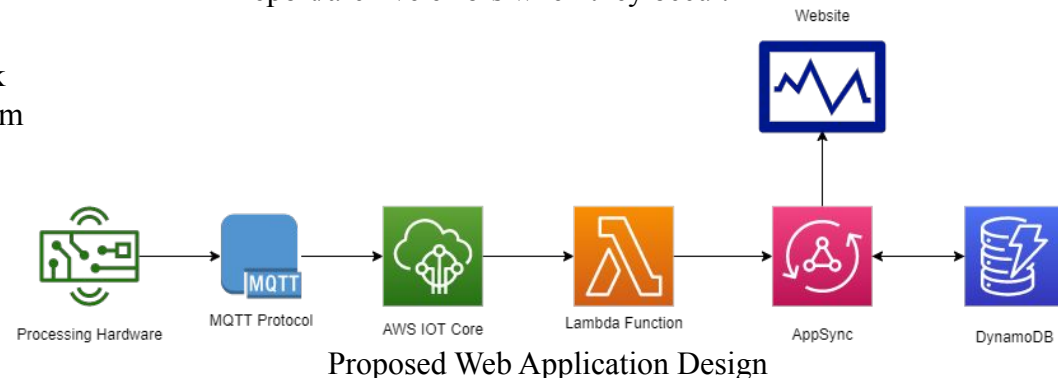 Website
MQTT
Processing Hardware
MQTT Protocol
AWS IOT Core
Lambda Function
AppSync
DynamoDB
Proposed Web Application Design